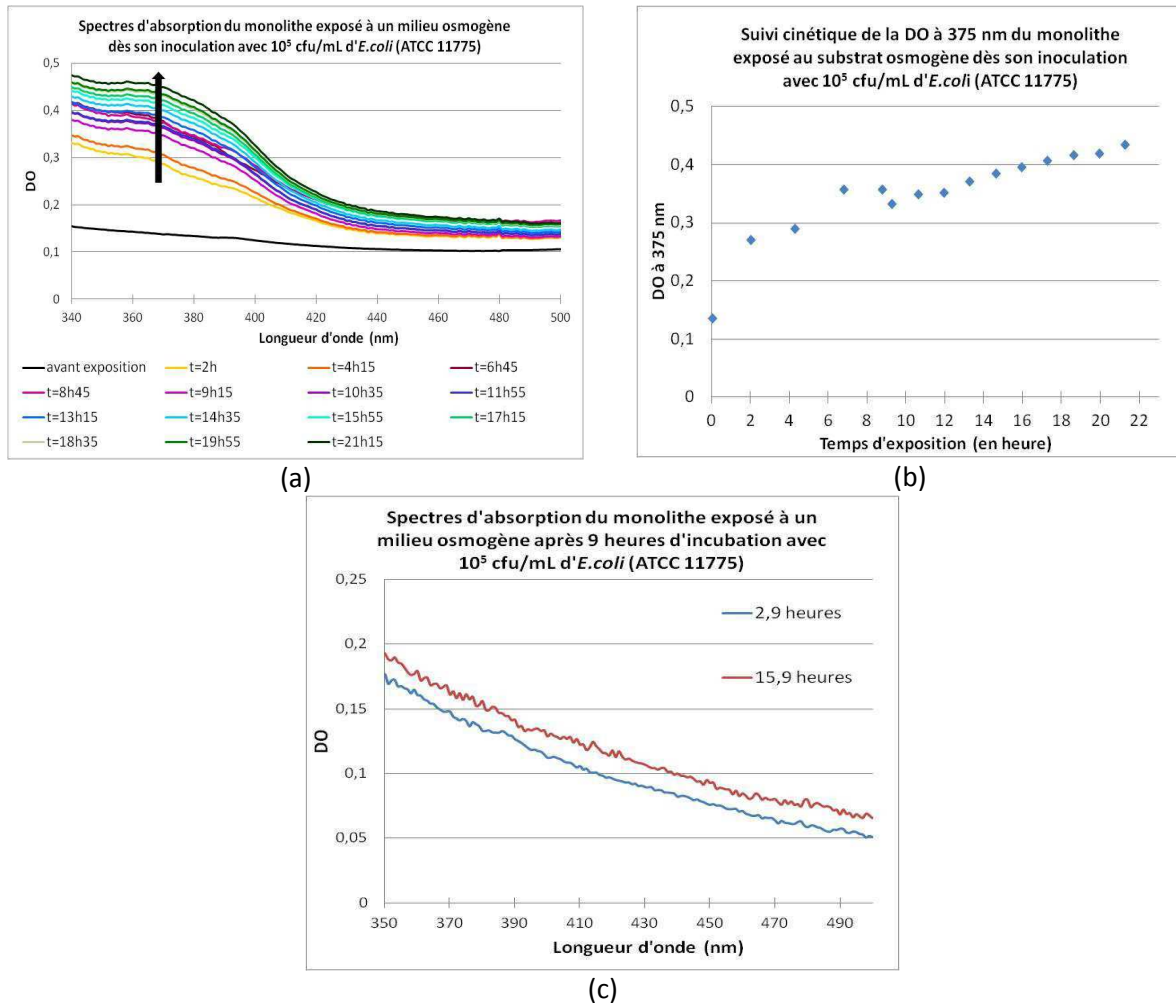 Spectres d'absorption du monolithe exposé à un milieu osmogène
dès son inoculation avec 10⁵ cfu/mL d'E.coli (ATCC 11775)
0,5
0,4
0,3
0,2
0,1
0
DO
340 360 380 400 420 440 460 480 500
Longueur d'onde (nm)
avant exposition t=2h t=4h15 t=6h45
t=8h45 t=9h15 t=10h35 t=11h55
t=13h15 t=14h35 t=15h55 t=17h15
t=18h35 t=19h55 t=21h15
(a)
Suivi cinétique de la DO à 375 nm du monolithe
exposé au substrat osmogène dès son inoculation
avec 10⁵ cfu/mL d'E.coli (ATCC 11775)
0,5
0,4
0,3
0,2
0,1
0
DO à 375 nm
0 2 4 6 8 10 12 14 16 18 20 22
Temps d'exposition (en heure)
(b)
Spectres d'absorption du monolithe exposé à un
milieu osmogène après 9 heures d'incubation avec
10⁵ cfu/mL d'E.coli (ATCC 11775)
0,25
0,2
0,15
0,1
0,05
0
DO
2,9 heures
15,9 heures
350 370 390 410 430 450 470 490
Longueur d'onde (nm)
(c)